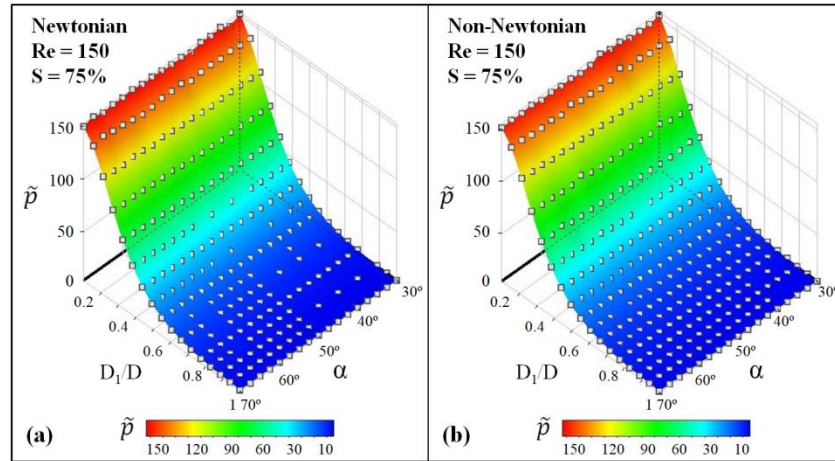 Newtonian
Re = 150
S = 75%
150
100
p̃
50
0
0.2
0.4
0.6
0.8
1
D₁/D
70º
60º
50º
40º
30º
α
(a)
p̃
150 120 90 60 30 10
Non-Newtonian
Re = 150
S = 75%
150
100
p̃
50
0
0.2
0.4
0.6
0.8
1
D₁/D
70º
60º
50º
40º
30º
α
(b)
p̃
150 120 90 60 30 10